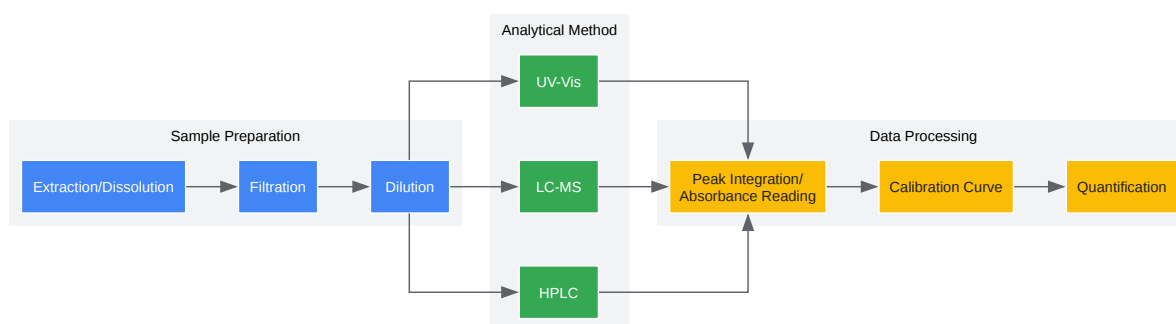 Analytical Method
UV-Vis
Sample Preparation
Data Processing
Extraction/Dissolution
Filtration
Dilution
LC-MS
Peak Integration/
Absorbance Reading
Calibration Curve
Quantification
HPLC